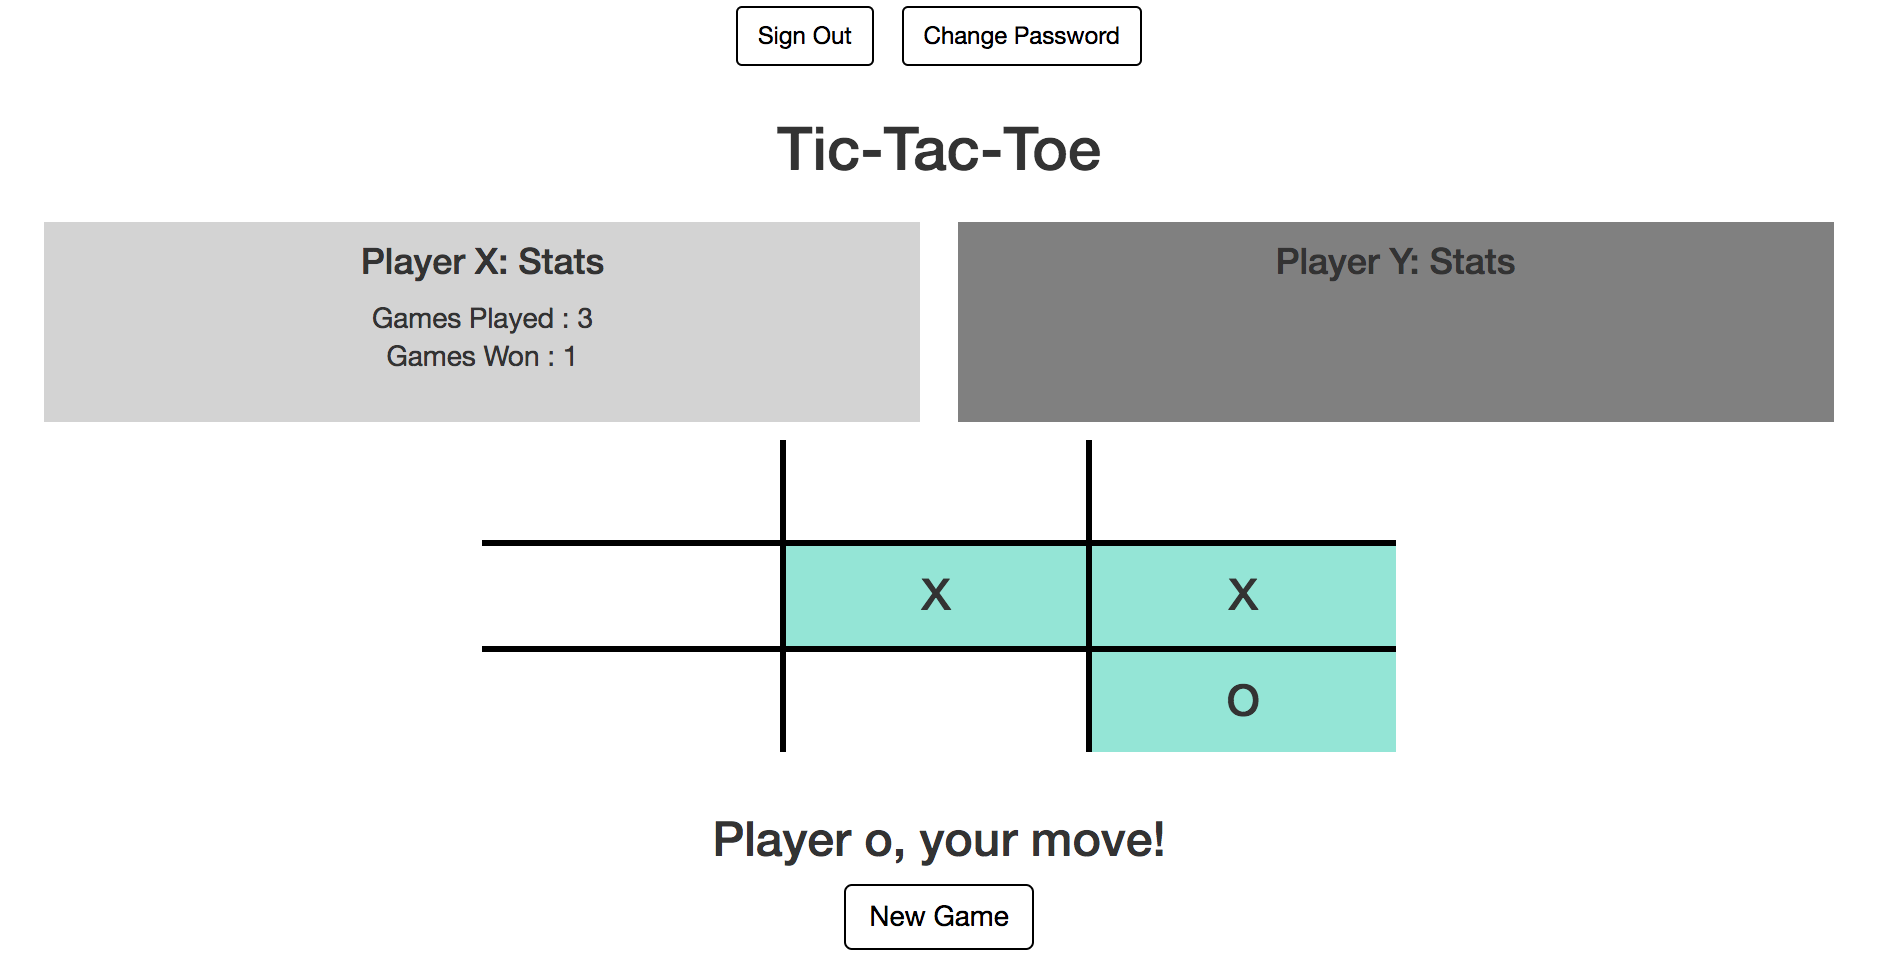 Sign Out Change Password
Tic-Tac-Toe
Player X: Stats
Games Played : 3
Games Won : 1
Player Y: Stats
X X
O
Player o, your move!
New Game